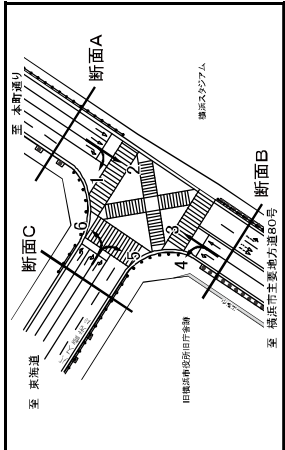 至 本町通り
断面A
横浜スタジアム
1
2
6
断面C
断面B
5
3
4
至 東海道
旧横浜市役所旧庁舎跡
至 横浜市主要地方道80号